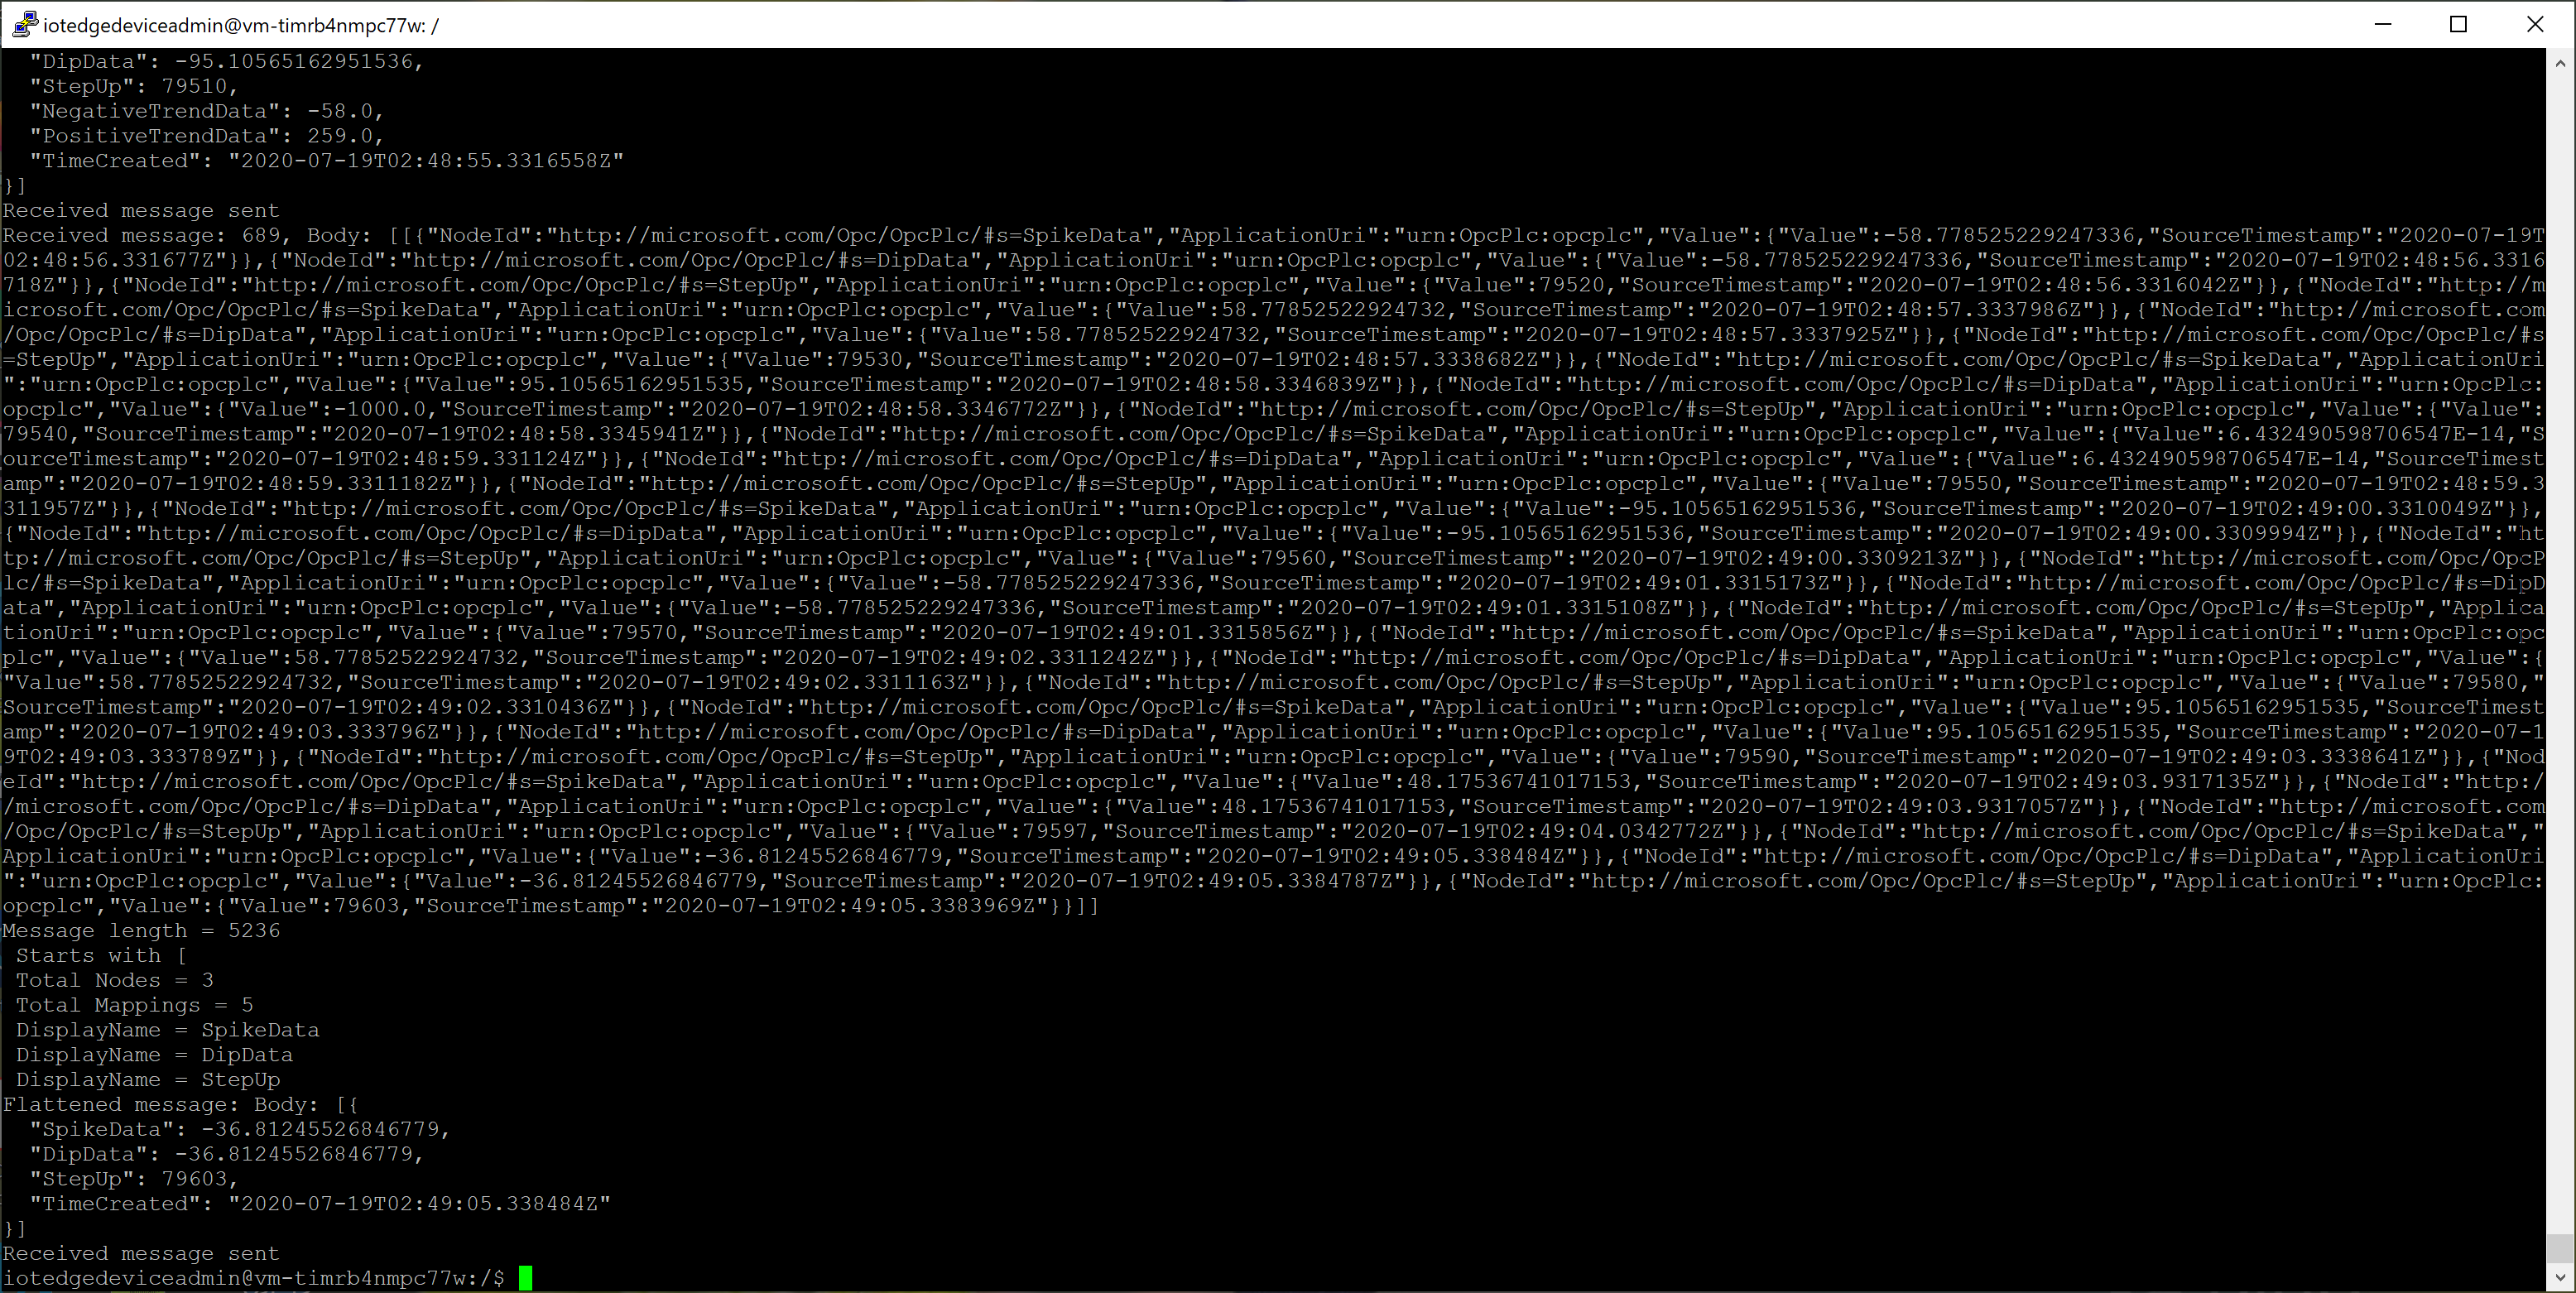 iotedgedeviceadmin@vm-timrb4nmpc77w: /
  "DipData": -95.10565162951536,
  "StepUp": 79510,
  "NegativeTrendData": -58.0,
  "PositiveTrendData": 259.0,
  "TimeCreated": "2020-07-19T02:48:55.3316558Z"
}]
Received message sent
Received message: 689, Body: [[{"NodeId":"http://microsoft.com/Opc/OpcPlc/#s=SpikeData","ApplicationUri":"urn:OpcPlc:opcplc","Value":{"Value":-58.778525229247336,"SourceTimestamp":"2020-07-19T
02:48:56.331677Z"}},{"NodeId":"http://microsoft.com/Opc/OpcPlc/#s=DipData","ApplicationUri":"urn:OpcPlc:opcplc","Value":{"Value":-58.778525229247336,"SourceTimestamp":"2020-07-19T02:48:56.3316
718Z"}},{"NodeId":"http://microsoft.com/Opc/OpcPlc/#s=StepUp","ApplicationUri":"urn:OpcPlc:opcplc","Value":{"Value":79520,"SourceTimestamp":"2020-07-19T02:48:56.3316042Z"}},{"NodeId":"http://m
icrosoft.com/Opc/OpcPlc/#s=SpikeData","ApplicationUri":"urn:OpcPlc:opcplc","Value":{"Value":58.77852522924732,"SourceTimestamp":"2020-07-19T02:48:57.3337986Z"}},{"NodeId":"http://microsoft.com
/Opc/OpcPlc/#s=DipData","ApplicationUri":"urn:OpcPlc:opcplc","Value":{"Value":58.77852522924732,"SourceTimestamp":"2020-07-19T02:48:57.3337925Z"}},{"NodeId":"http://microsoft.com/Opc/OpcPlc/#s
=StepUp","ApplicationUri":"urn:OpcPlc:opcplc","Value":{"Value":79530,"SourceTimestamp":"2020-07-19T02:48:57.3338682Z"}},{"NodeId":"http://microsoft.com/Opc/OpcPlc/#s=SpikeData","ApplicationUri
":"urn:OpcPlc:opcplc","Value":{"Value":95.10565162951535,"SourceTimestamp":"2020-07-19T02:48:58.3346839Z"}},{"NodeId":"http://microsoft.com/Opc/OpcPlc/#s=DipData","ApplicationUri":"urn:OpcPlc:
opcplc","Value":{"Value":-1000.0,"SourceTimestamp":"2020-07-19T02:48:58.3346772Z"}},{"NodeId":"http://microsoft.com/Opc/OpcPlc/#s=StepUp","ApplicationUri":"urn:OpcPlc:opcplc","Value":{"Value":
79540,"SourceTimestamp":"2020-07-19T02:48:58.3345941Z"}},{"NodeId":"http://microsoft.com/Opc/OpcPlc/#s=SpikeData","ApplicationUri":"urn:OpcPlc:opcplc","Value":{"Value":6.432490598706547E-14,"S
ourceTimestamp":"2020-07-19T02:48:59.331124Z"}},{"NodeId":"http://microsoft.com/Opc/OpcPlc/#s=DipData","ApplicationUri":"urn:OpcPlc:opcplc","Value":{"Value":6.432490598706547E-14,"SourceTimest
amp":"2020-07-19T02:48:59.3311182Z"}},{"NodeId":"http://microsoft.com/Opc/OpcPlc/#s=StepUp","ApplicationUri":"urn:OpcPlc:opcplc","Value":{"Value":79550,"SourceTimestamp":"2020-07-19T02:48:59.3
311957Z"}},{"NodeId":"http://microsoft.com/Opc/OpcPlc/#s=SpikeData","ApplicationUri":"urn:OpcPlc:opcplc","Value":{"Value":-95.10565162951536,"SourceTimestamp":"2020-07-19T02:49:00.3310049Z"}},
{"NodeId":"http://microsoft.com/Opc/OpcPlc/#s=DipData","ApplicationUri":"urn:OpcPlc:opcplc","Value":{"Value":-95.10565162951536,"SourceTimestamp":"2020-07-19T02:49:00.3309994Z"}},{"NodeId":"ht
tp://microsoft.com/Opc/OpcPlc/#s=StepUp","ApplicationUri":"urn:OpcPlc:opcplc","Value":{"Value":79560,"SourceTimestamp":"2020-07-19T02:49:00.3309213Z"}},{"NodeId":"http://microsoft.com/Opc/OpcP
lc/#s=SpikeData","ApplicationUri":"urn:OpcPlc:opcplc","Value":{"Value":-58.778525229247336,"SourceTimestamp":"2020-07-19T02:49:01.3315173Z"}},{"NodeId":"http://microsoft.com/Opc/OpcPlc/#s=DipD
ata","ApplicationUri":"urn:OpcPlc:opcplc","Value":{"Value":-58.778525229247336,"SourceTimestamp":"2020-07-19T02:49:01.3315108Z"}},{"NodeId":"http://microsoft.com/Opc/OpcPlc/#s=StepUp","Applica
tionUri":"urn:OpcPlc:opcplc","Value":{"Value":79570,"SourceTimestamp":"2020-07-19T02:49:01.3315856Z"}},{"NodeId":"http://microsoft.com/Opc/OpcPlc/#s=SpikeData","ApplicationUri":"urn:OpcPlc:opc
plc","Value":{"Value":58.77852522924732,"SourceTimestamp":"2020-07-19T02:49:02.3311242Z"}},{"NodeId":"http://microsoft.com/Opc/OpcPlc/#s=DipData","ApplicationUri":"urn:OpcPlc:opcplc","Value":{
"Value":58.77852522924732,"SourceTimestamp":"2020-07-19T02:49:02.3311163Z"}},{"NodeId":"http://microsoft.com/Opc/OpcPlc/#s=StepUp","ApplicationUri":"urn:OpcPlc:opcplc","Value":{"Value":79580,"
SourceTimestamp":"2020-07-19T02:49:02.3310436Z"}},{"NodeId":"http://microsoft.com/Opc/OpcPlc/#s=SpikeData","ApplicationUri":"urn:OpcPlc:opcplc","Value":{"Value":95.10565162951535,"SourceTimest
amp":"2020-07-19T02:49:03.333796Z"}},{"NodeId":"http://microsoft.com/Opc/OpcPlc/#s=DipData","ApplicationUri":"urn:OpcPlc:opcplc","Value":{"Value":95.10565162951535,"SourceTimestamp":"2020-07-1
9T02:49:03.333789Z"}},{"NodeId":"http://microsoft.com/Opc/OpcPlc/#s=StepUp","ApplicationUri":"urn:OpcPlc:opcplc","Value":{"Value":79590,"SourceTimestamp":"2020-07-19T02:49:03.3338641Z"}},{"Nod
eId":"http://microsoft.com/Opc/OpcPlc/#s=SpikeData","ApplicationUri":"urn:OpcPlc:opcplc","Value":{"Value":48.17536741017153,"SourceTimestamp":"2020-07-19T02:49:03.9317135Z"}},{"NodeId":"http:/
/microsoft.com/Opc/OpcPlc/#s=DipData","ApplicationUri":"urn:OpcPlc:opcplc","Value":{"Value":48.17536741017153,"SourceTimestamp":"2020-07-19T02:49:03.9317057Z"}},{"NodeId":"http://microsoft.com
/Opc/OpcPlc/#s=StepUp","ApplicationUri":"urn:OpcPlc:opcplc","Value":{"Value":79597,"SourceTimestamp":"2020-07-19T02:49:04.0342772Z"}},{"NodeId":"http://microsoft.com/Opc/OpcPlc/#s=SpikeData","
ApplicationUri":"urn:OpcPlc:opcplc","Value":{"Value":-36.81245526846779,"SourceTimestamp":"2020-07-19T02:49:05.338484Z"}},{"NodeId":"http://microsoft.com/Opc/OpcPlc/#s=DipData","ApplicationUri
":"urn:OpcPlc:opcplc","Value":{"Value":-36.81245526846779,"SourceTimestamp":"2020-07-19T02:49:05.3384787Z"}},{"NodeId":"http://microsoft.com/Opc/OpcPlc/#s=StepUp","ApplicationUri":"urn:OpcPlc:
opcplc","Value":{"Value":79603,"SourceTimestamp":"2020-07-19T02:49:05.3383969Z"}}]]
Message length = 5236
 Starts with [
 Total Nodes = 3
 Total Mappings = 5
 DisplayName = SpikeData
 DisplayName = DipData
 DisplayName = StepUp
Flattened message: Body: [{
  "SpikeData": -36.81245526846779,
  "DipData": -36.81245526846779,
  "StepUp": 79603,
  "TimeCreated": "2020-07-19T02:49:05.338484Z"
}]
Received message sent
iotedgedeviceadmin@vm-timrb4nmpc77w:/$